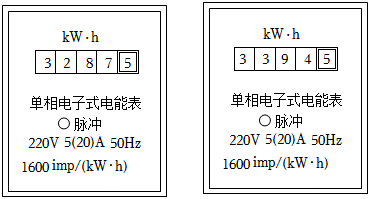 kW·h
3 2 8 7 5
单相电子式电能表
脉冲
220V 5(20)A 50Hz
1600 imp/(kW·h)
kW·h
3 3 9 4 5
单相电子式电能表
脉冲
220V 5(20)A 50Hz
1600 imp/(kW·h)